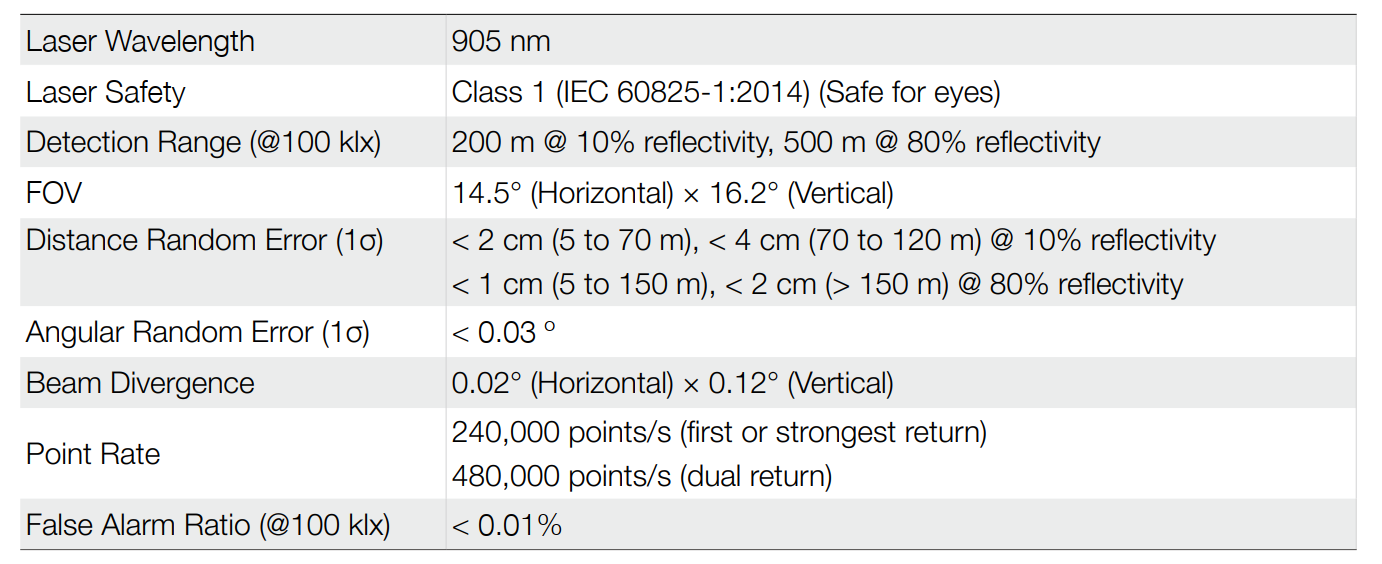 Laser Wavelength 905 nm
Laser Safety Class 1 (IEC 60825-1:2014) (Safe for eyes)
Detection Range (@100 klx) 200 m @ 10% reflectivity, 500 m @ 80% reflectivity
FOV 14.5° (Horizontal) × 16.2° (Vertical)
Distance Random Error (1σ) < 2 cm (5 to 70 m), < 4 cm (70 to 120 m) @ 10% reflectivity
< 1 cm (5 to 150 m), < 2 cm (> 150 m) @ 80% reflectivity
Angular Random Error (1σ) < 0.03 °
Beam Divergence 0.02° (Horizontal) × 0.12° (Vertical)
Point Rate
240,000 points/s (first or strongest return)
480,000 points/s (dual return)
False Alarm Ratio (@100 klx) < 0.01%